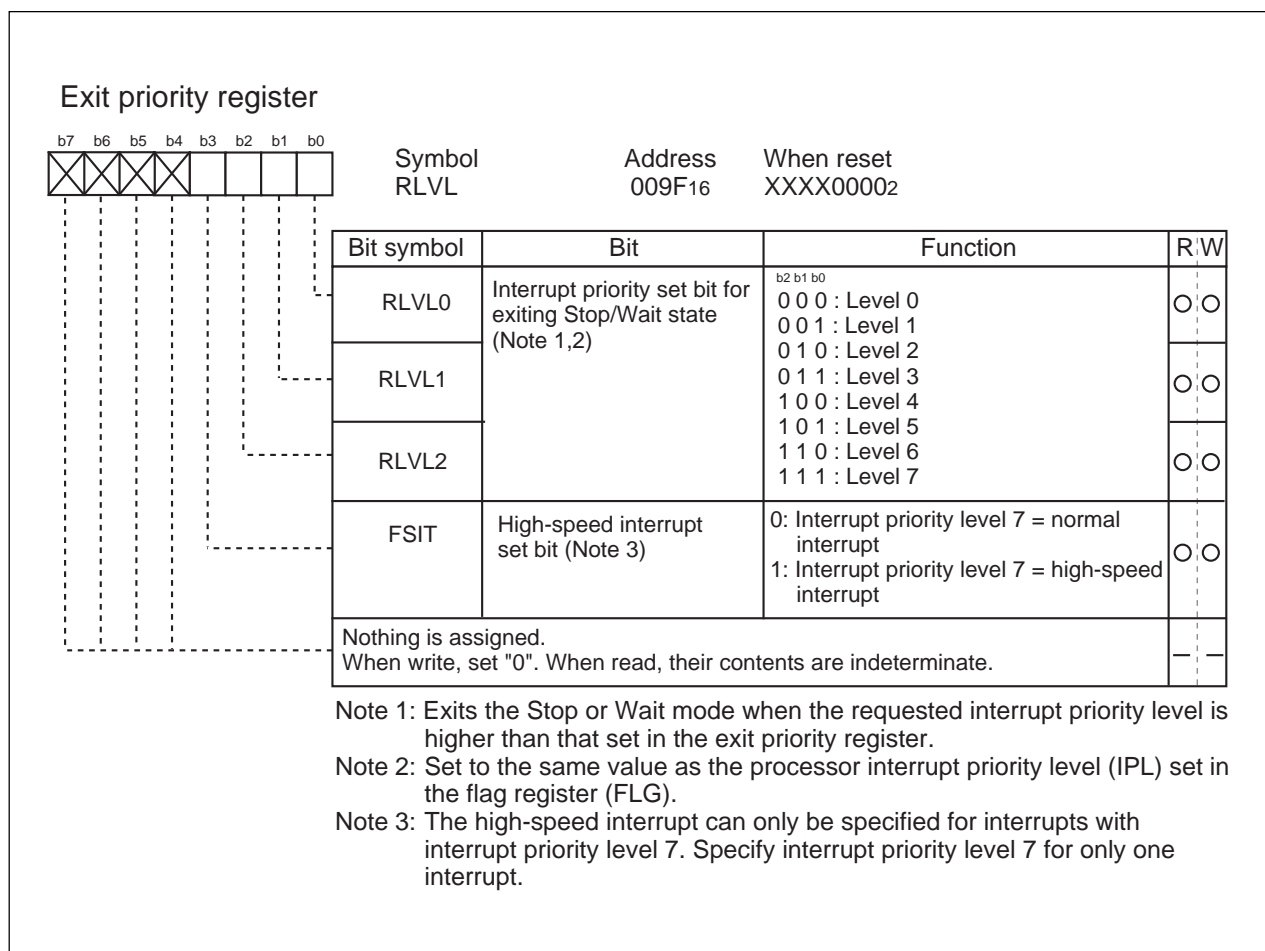 Exit priority register
b7 b6 b5 b4 b3 b2 b1 b0
Symbol Address When reset
RLVL 009F16 XXXX00002
Bit symbol Bit Function R W
b2 b1 b0
RLVL0 Interrupt priority set bit for
exiting Stop/Wait state
(Note 1,2)
0 0 0 : Level 0
0 0 1 : Level 1
0 1 0 : Level 2
RLVL1 0 1 1 : Level 3
1 0 0 : Level 4
1 0 1 : Level 5
RLVL2 1 1 0 : Level 6
1 1 1 : Level 7
FSIT High-speed interrupt
set bit (Note 3)
0: Interrupt priority level 7 = normal
interrupt
1: Interrupt priority level 7 = high-speed
interrupt
Nothing is assigned.
When write, set "0". When read, their contents are indeterminate.
Note 1: Exits the Stop or Wait mode when the requested interrupt priority level is
higher than that set in the exit priority register.
Note 2: Set to the same value as the processor interrupt priority level (IPL) set in
the flag register (FLG).
Note 3: The high-speed interrupt can only be specified for interrupts with
interrupt priority level 7. Specify interrupt priority level 7 for only one
interrupt.